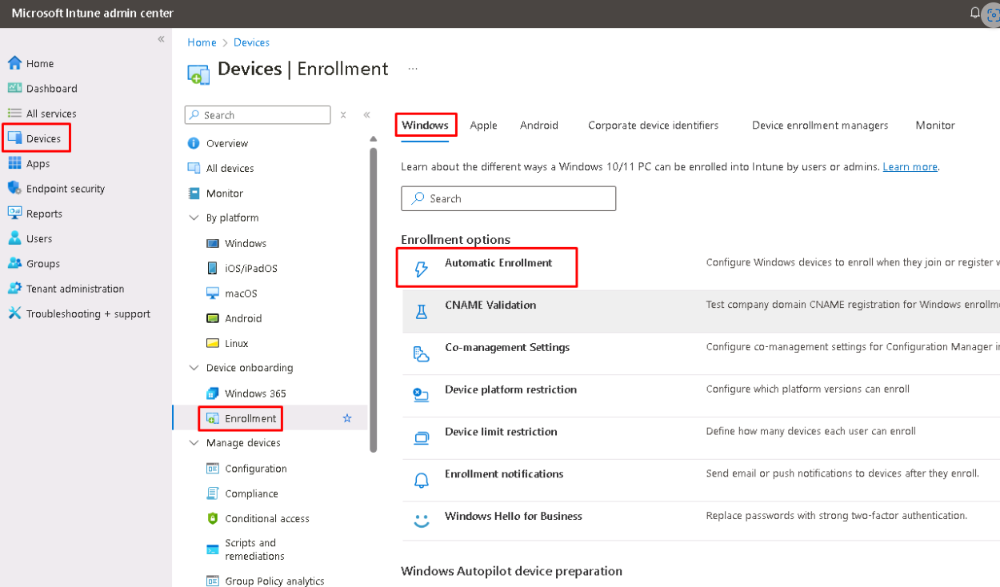 Microsoft Intune admin center
Home
Dashboard
All services
Devices
Apps
Endpoint security
Reports
Users
Groups
Tenant administration
Troubleshooting + support
Home > Devices
Devices | Enrollment ...
Search
Overview
All devices
Monitor
By platform
Windows
iOS/iPadOS
macOS
Android
Linux
Device onboarding
Windows 365
Enrollment
Manage devices
Configuration
Compliance
Conditional access
Scripts and
remediations
Group Policy analytics
Windows Apple Android Corporate device identifiers Device enrollment managers Monitor
Learn about the different ways a Windows 10/11 PC can be enrolled into Intune by users or admins. Learn more.
Search
Enrollment options
Automatic Enrollment Configure Windows devices to enroll when they join or register
CNAME Validation Test company domain CNAME registration for Windows
Co-management Settings Configure co-management settings for Configuration Manager
Device platform restriction Configure which platform versions can enroll
Device limit restriction Define how many devices each user can enroll
Enrollment notifications Send email or push notifications to devices after they enroll.
Windows Hello for Business Replace passwords with strong two-factor authentication.
Windows Autopilot device preparation